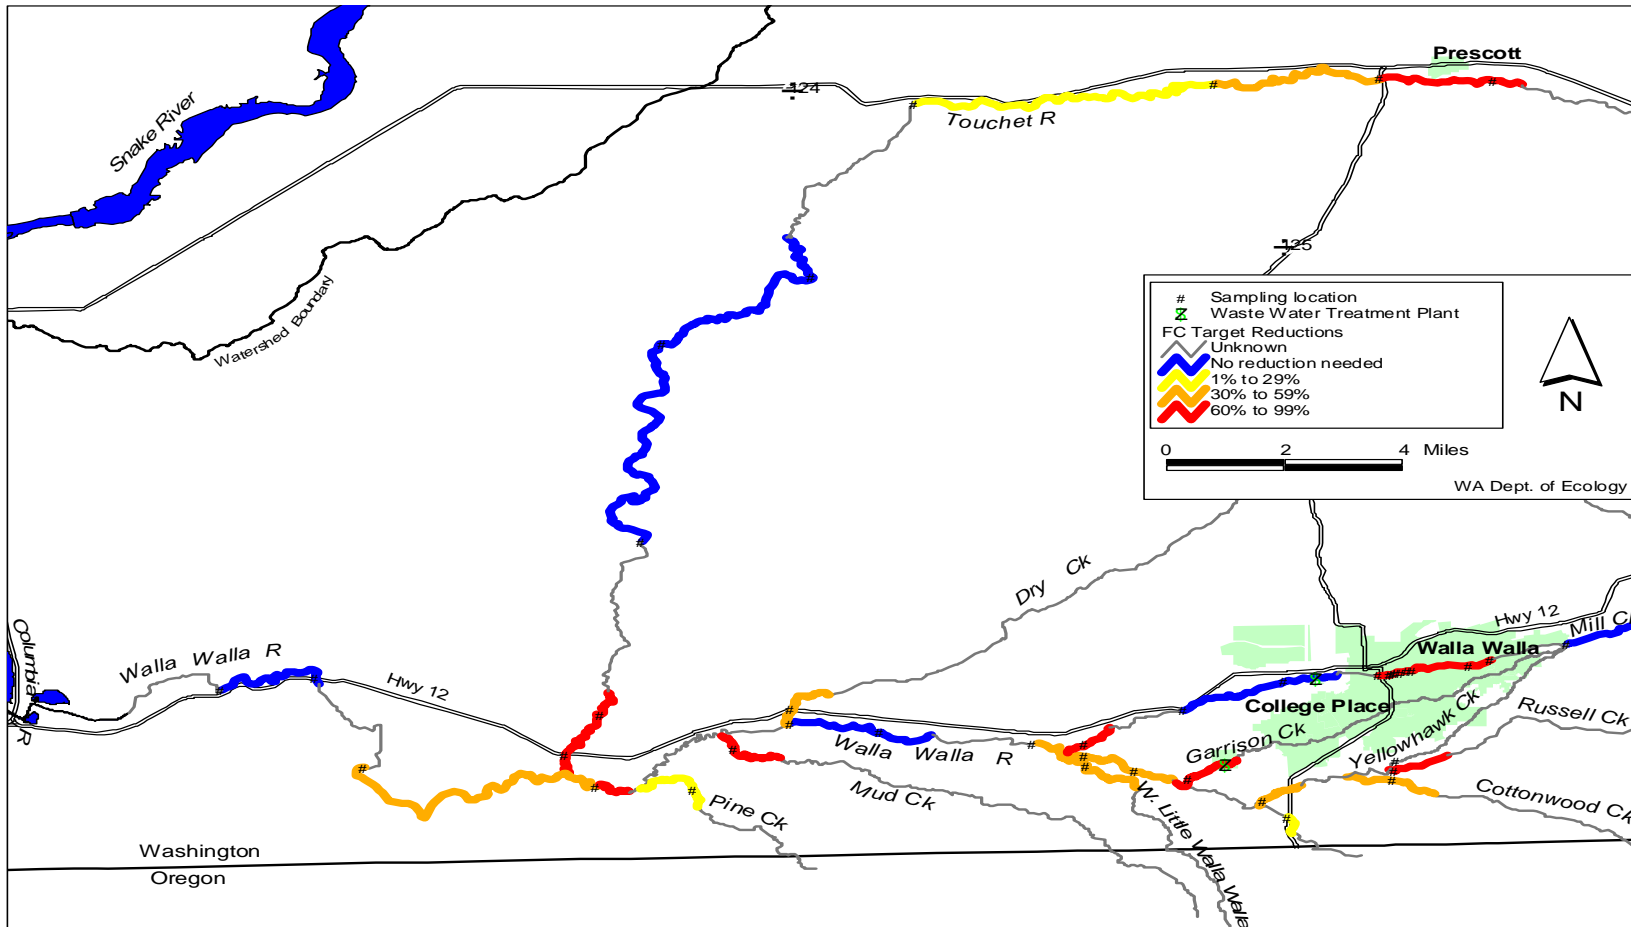 Prescott
124
Touchet R
Snake River
125
Watershed Boundary
# Sampling location
Waste Water Treatment Plant
FC Target Reductions
Unknown
No reduction needed
1% to 29%
30% to 59%
60% to 99%
N
0 2 4 Miles
WA Dept. of Ecology
Dry Ck
Hwy 12
Mill C
Walla Walla
Columbia R
Walla Walla R
Hwy 12
College Place
Garrison Ck
Yellowhawk Ck
Russell Ck
Walla Walla R
Mud Ck
Pine Ck
W. Little Walla Walla
Cottonwood Ck
Washington
Oregon